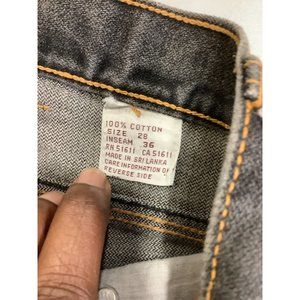 100% COTTON
SIZE 28
INSEAM 36
RN 51611 CA 51611
MADE IN SRI LANKA
CARE INFORMATION ON
REVERSE SIDE